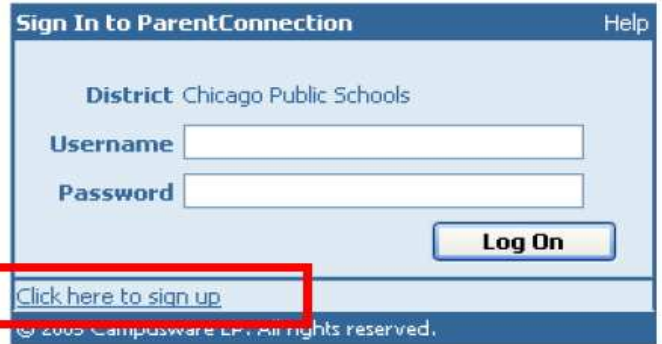 Sign In to ParentConnection Help
District Chicago Public Schools
Username
Password
Log On
Click here to sign up
© 2005 Campusware LP. All rights reserved.